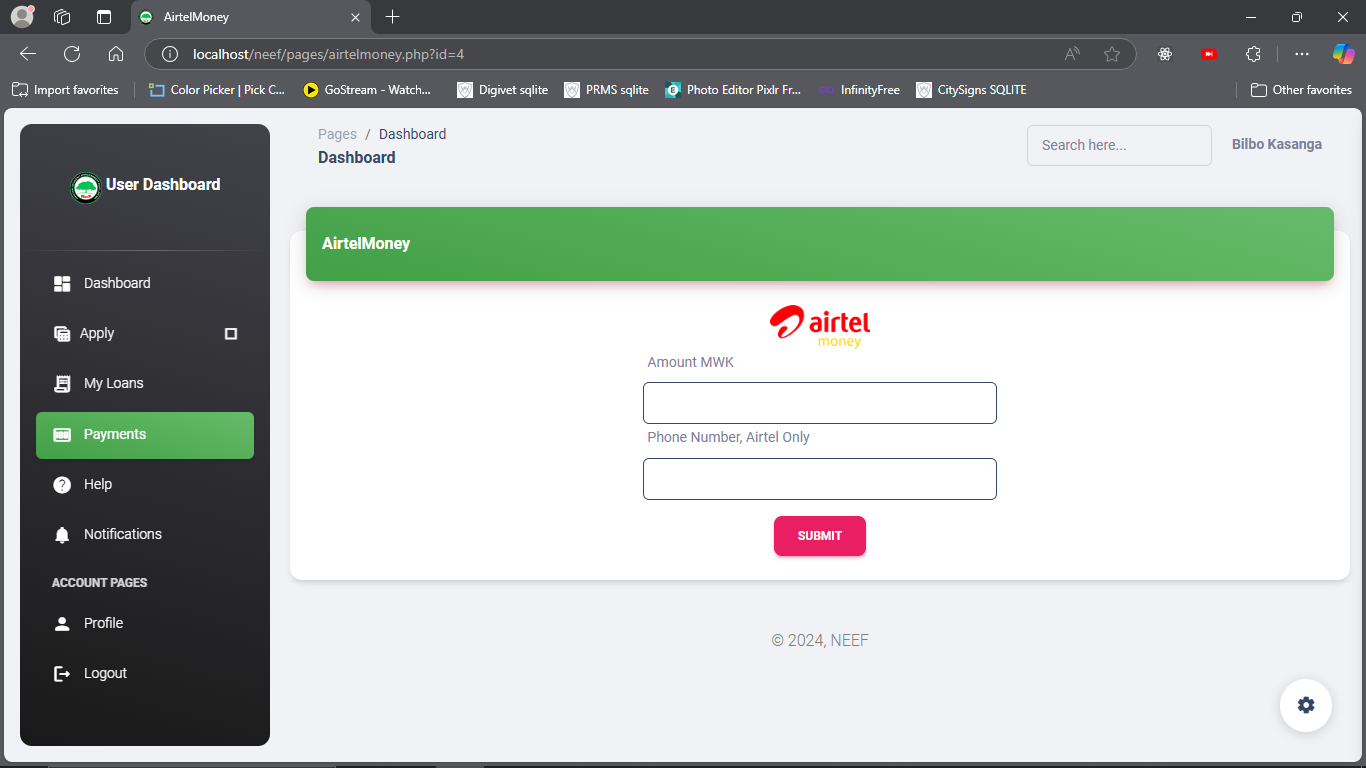 AirtelMoney
localhost/neef/pages/airtelmoney.php?id=4
Import favorites
Color Picker | Pick C...
GoStream - Watch...
Digivet sqlite
PRMS sqlite
Photo Editor Pixlr Fr...
InfinityFree
CitySigns SQLITE
Other favorites
User Dashboard
Dashboard
Apply
My Loans
Payments
Help
Notifications
ACCOUNT PAGES
Profile
Logout
Pages / Dashboard
Dashboard
Search here...
Bilbo Kasanga
AirtelMoney
airtel
money
Amount MWK
Phone Number, Airtel Only
SUBMIT
© 2024, NEEF